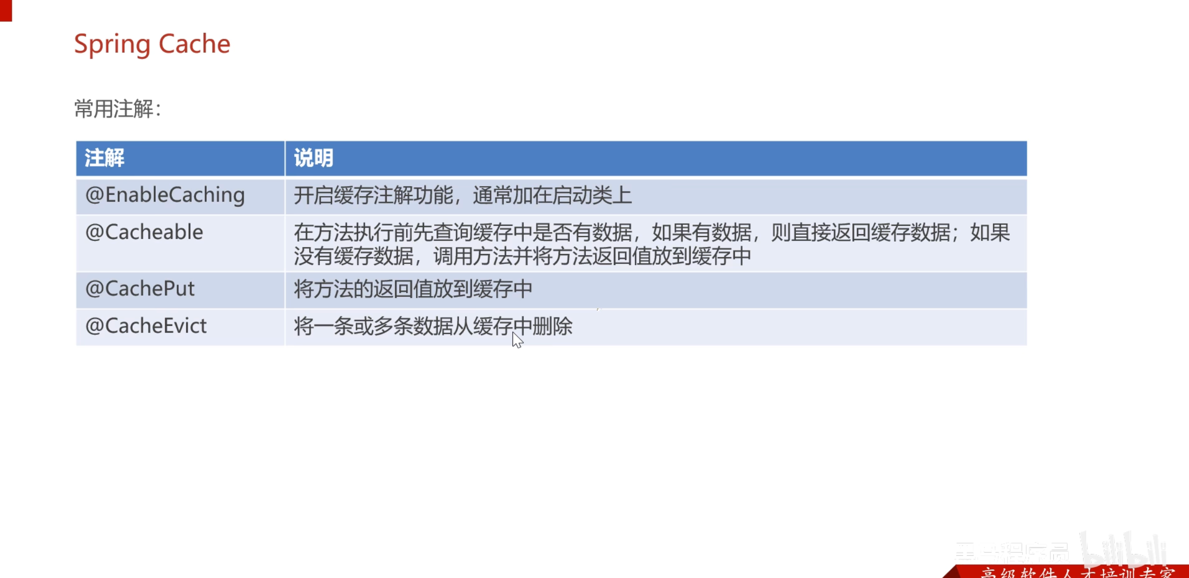 Spring Cache
常用注解：
注解 说明
@EnableCaching 开启缓存注解功能，通常加在启动类上
@Cacheable 在方法执行前先查询缓存中是否有数据，如果有数据，则直接返回缓存数据；如果
没有缓存数据，调用方法并将方法返回值放到缓存中
@CachePut 将方法的返回值放到缓存中
@CacheEvict 将一条或多条数据从缓存中删除
bilibili
高级软件人才培训专家